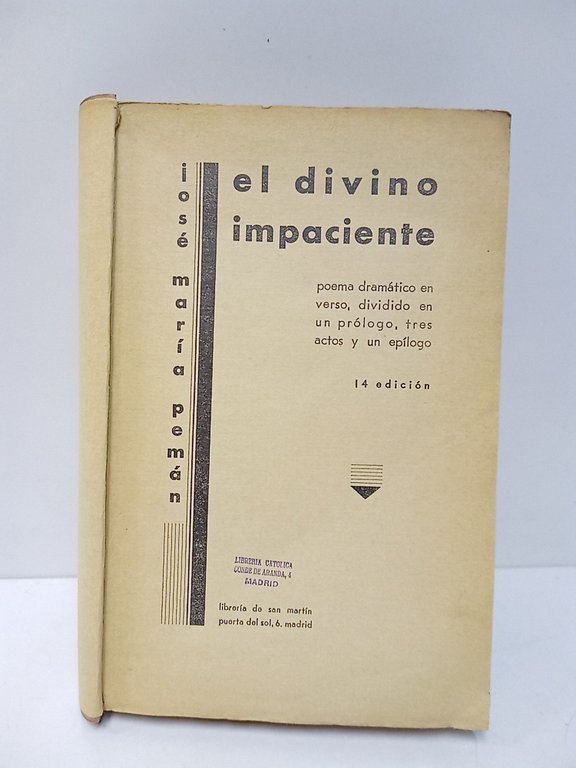 josé maría pemán
el divino
impaciente
poema dramático en
verso, dividido en
un prólogo, tres
actos y un epílogo
14 edición
LIBRERIA CATOLICA
CONDE DE ARANDA, 4
MADRID
librería de san martín
puerta del sol, 6. madrid